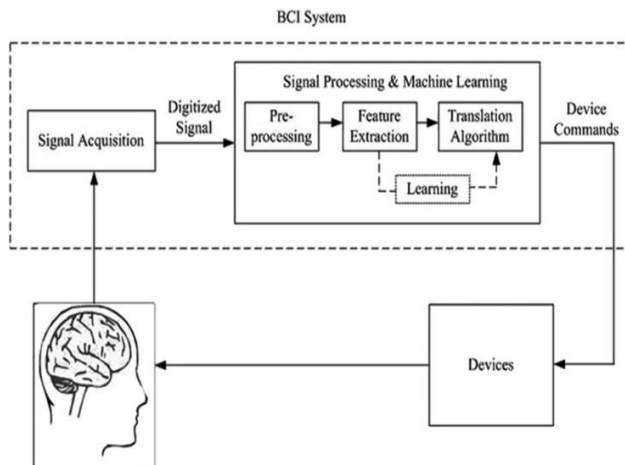 BCI System
Signal Acquisition
Digitized
Signal
Signal Processing & Machine Learning
Pre-
processing
Feature
Extraction
Translation
Algorithm
Learning
Device
Commands
Devices